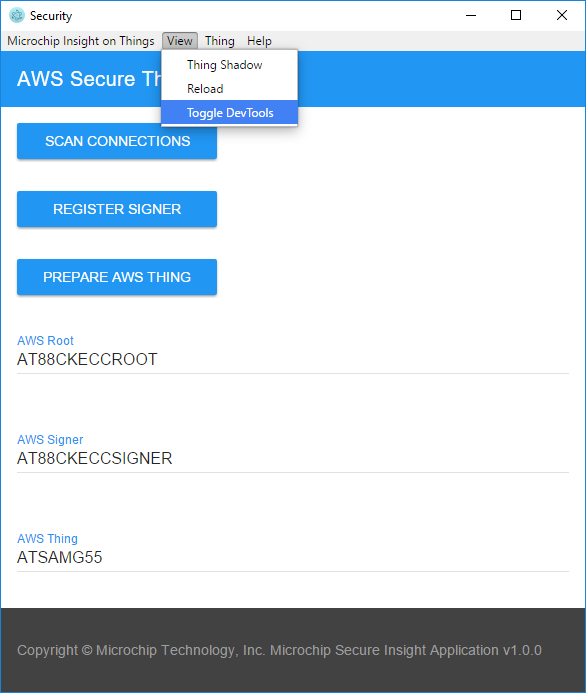 Security
Microchip Insight on Things View Thing Help
Thing Shadow
Reload
Toggle DevTools
AWS Secure Th
SCAN CONNECTIONS
REGISTER SIGNER
PREPARE AWS THING
AWS Root
AT88CKECCROOT
AWS Signer
AT88CKECCSIGNER
AWS Thing
ATSAMG55
Copyright © Microchip Technology, Inc. Microchip Secure Insight Application v1.0.0